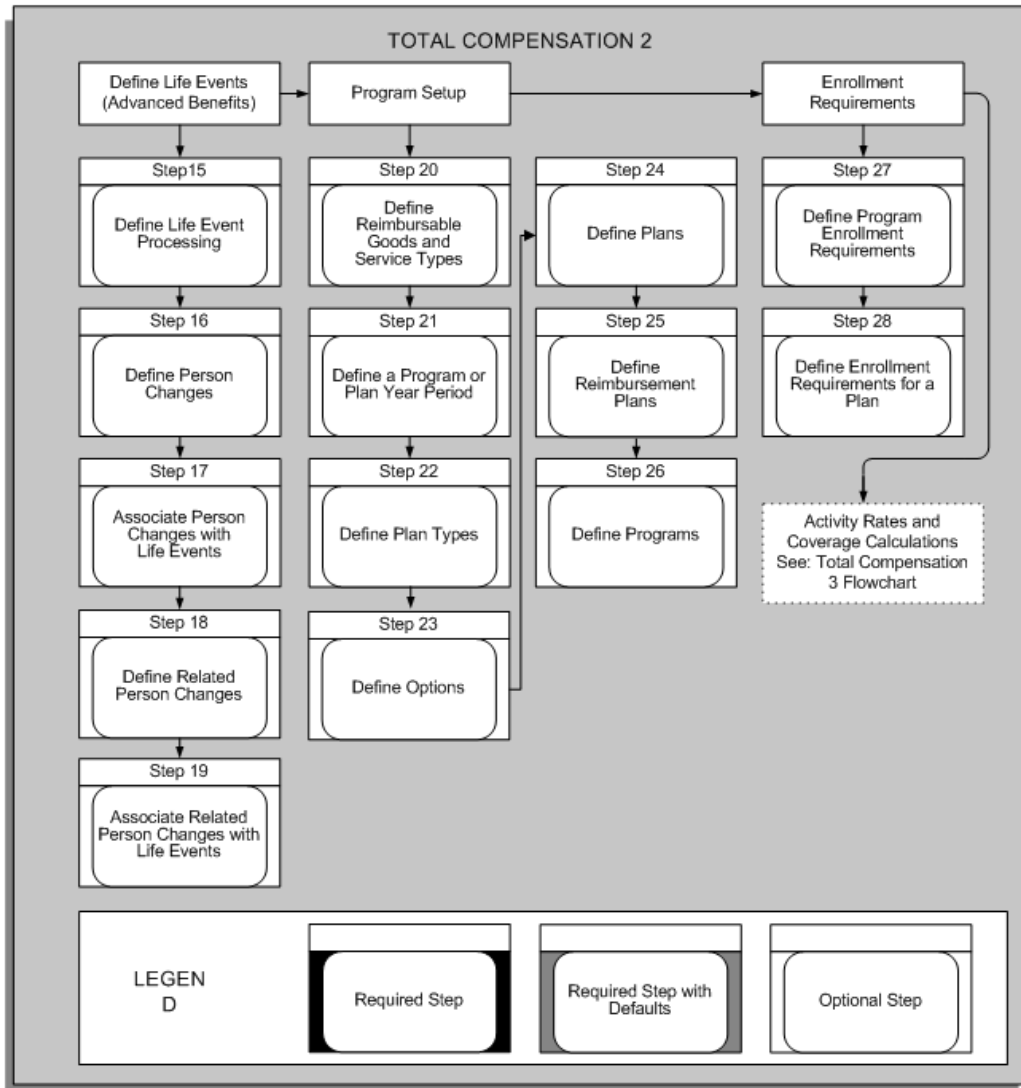 TOTAL COMPENSATION 2
Define Life Events
(Advanced Benefits)
Program Setup
Enrollment
Requirements
Step15
Define Life Event
Processing
Step 16
Define Person
Changes
Step 17
Associate Person
Changes with
Life Events
Step 18
Define Related
Person Changes
Step 19
Associate Related
Person Changes with
Life Events
Step 20
Define
Reimbursable
Goods and
Service Types
Step 21
Define a Program or
Plan Year Period
Step 22
Define Plan Types
Step 23
Define Options
Step 24
Define Plans
Step 25
Define
Reimbursement
Plans
Step 26
Define Programs
Step 27
Define Program
Enrollment
Requirements
Step 28
Define Enrollment
Requirements for a
Plan
Activity Rates and
Coverage Calculations
See: Total Compensation
3 Flowchart
LEGEN
D
Required Step
Required Step with
Defaults
Optional Step